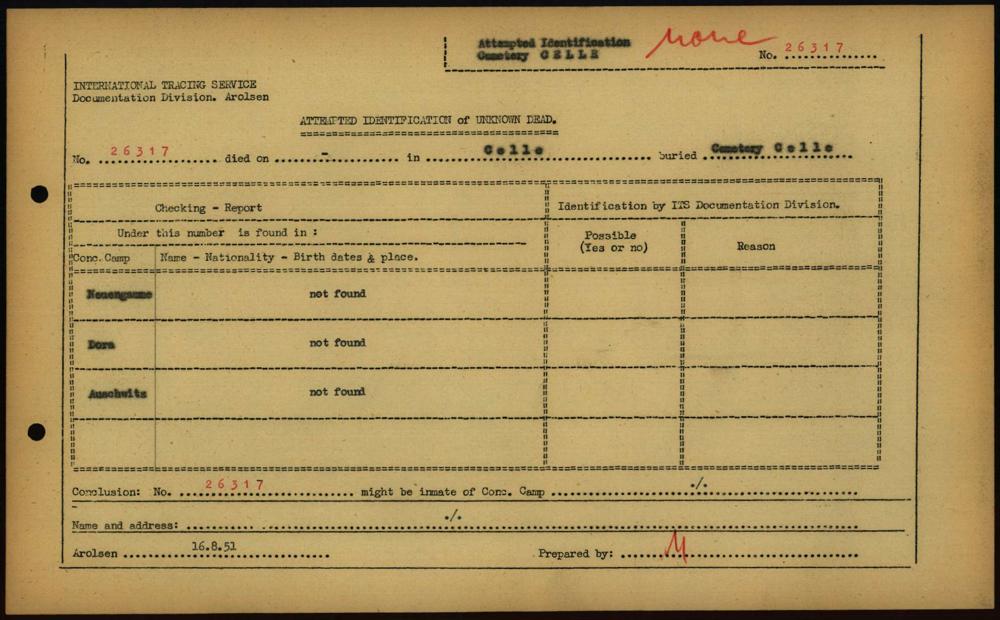 Attempted Identification
Cemetery CELLE
none
No. 26317
INTERNATIONAL TRACING SERVICE
Documentation Division. Arolsen
ATTEMPTED IDENTIFICATION of UNKNOWN DEAD.
No. 26317 died on - in Celle buried Cemetery Celle
Checking - Report
Identification by ITS Documentation Division.
Under this number is found in :
Possible
(Yes or no)
Reason
Conc. Camp
Name - Nationality - Birth dates & place.
Neuengamme
not found
Dora
not found
Auschwitz
not found
Conclusion: No. 26317 might be inmate of Conc. Camp ./.
Name and address: ./.
Arolsen 16.8.51
Prepared by: M